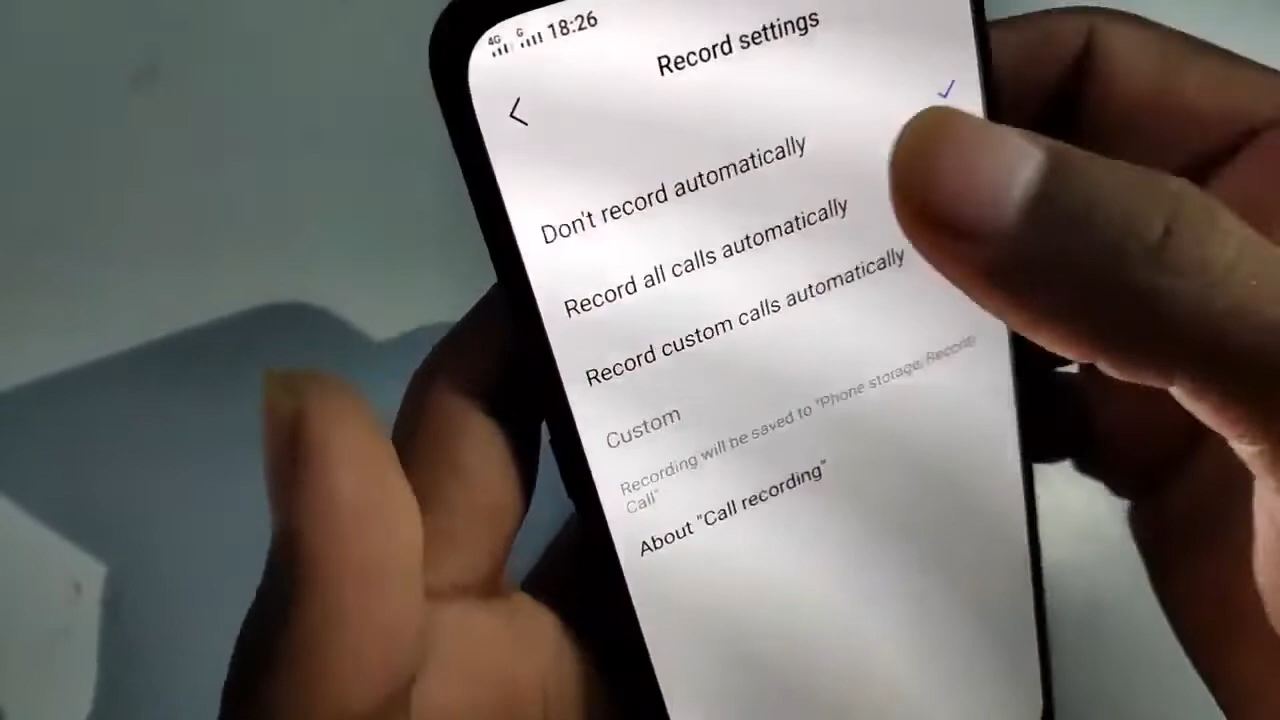 4G G 18:26
Record settings
Don't record automatically
Record all calls automatically
Record custom calls automatically
Custom
Recording will be saved to "Phone storage/Record/
Call"
About "Call recording"